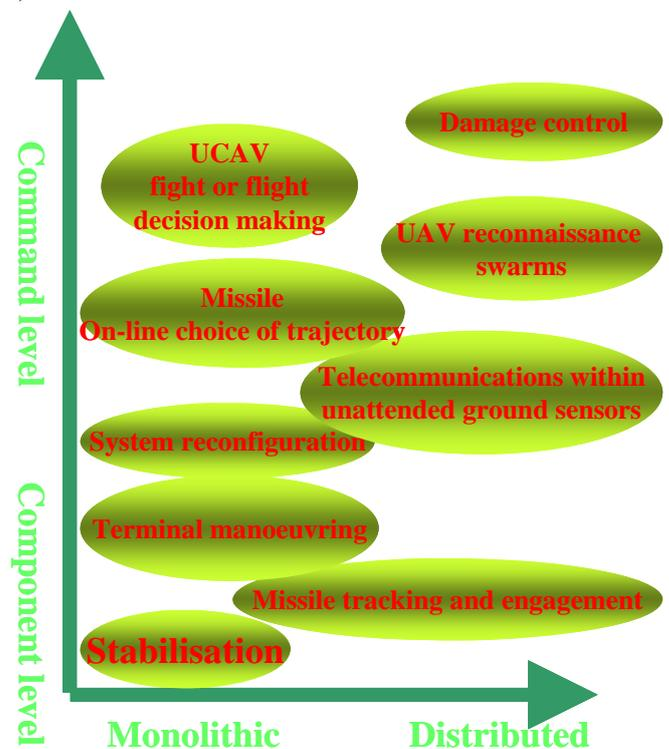 Damage control
UCAV
fight or flight
decision making
UAV reconnaissance
swarms
Missile
On-line choice of trajectory
Telecommunications within
unattended ground sensors
System reconfiguration
Terminal manoeuvring
Missile tracking and engagement
Stabilisation
Command level
Component level
Monolithic
Distributed